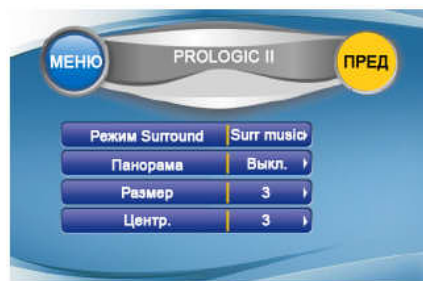 МЕНЮ
PROLOGIC II
ПРЕД
Режим Surround Surr music
Панорама Выкл.
Размер 3
Центр. 3